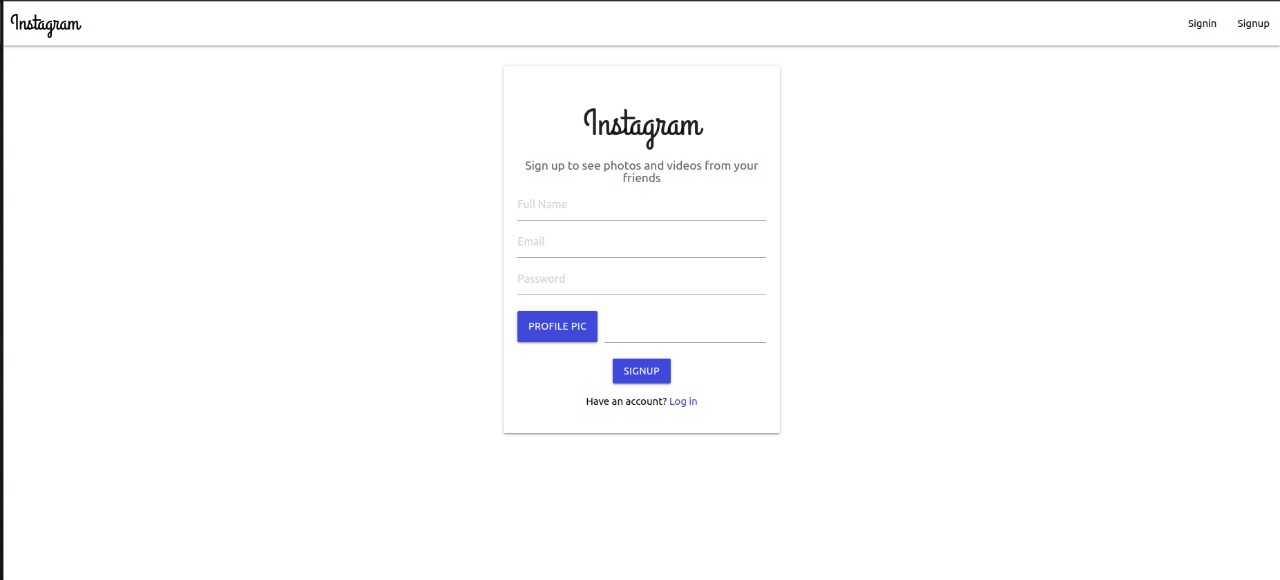 Instagram
Signin
Signup
Instagram
Sign up to see photos and videos from your
friends
Full Name
Email
Password
PROFILE PIC
SIGNUP
Have an account? Log in